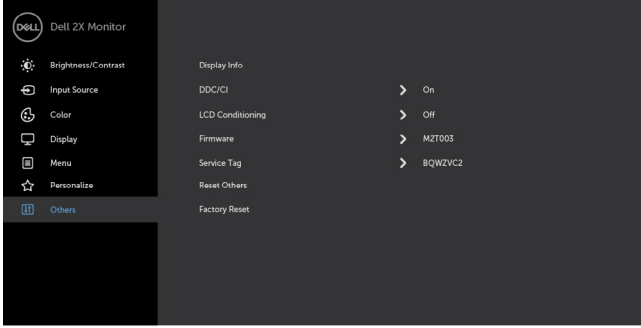 DELL Dell 2X Monitor
Brightness/Contrast
Input Source
Color
Display
Menu
Personalize
Others
Display Info
DDC/CI On
LCD Conditioning Off
Firmware M2T003
Service Tag BQWZVC2
Reset Others
Factory Reset